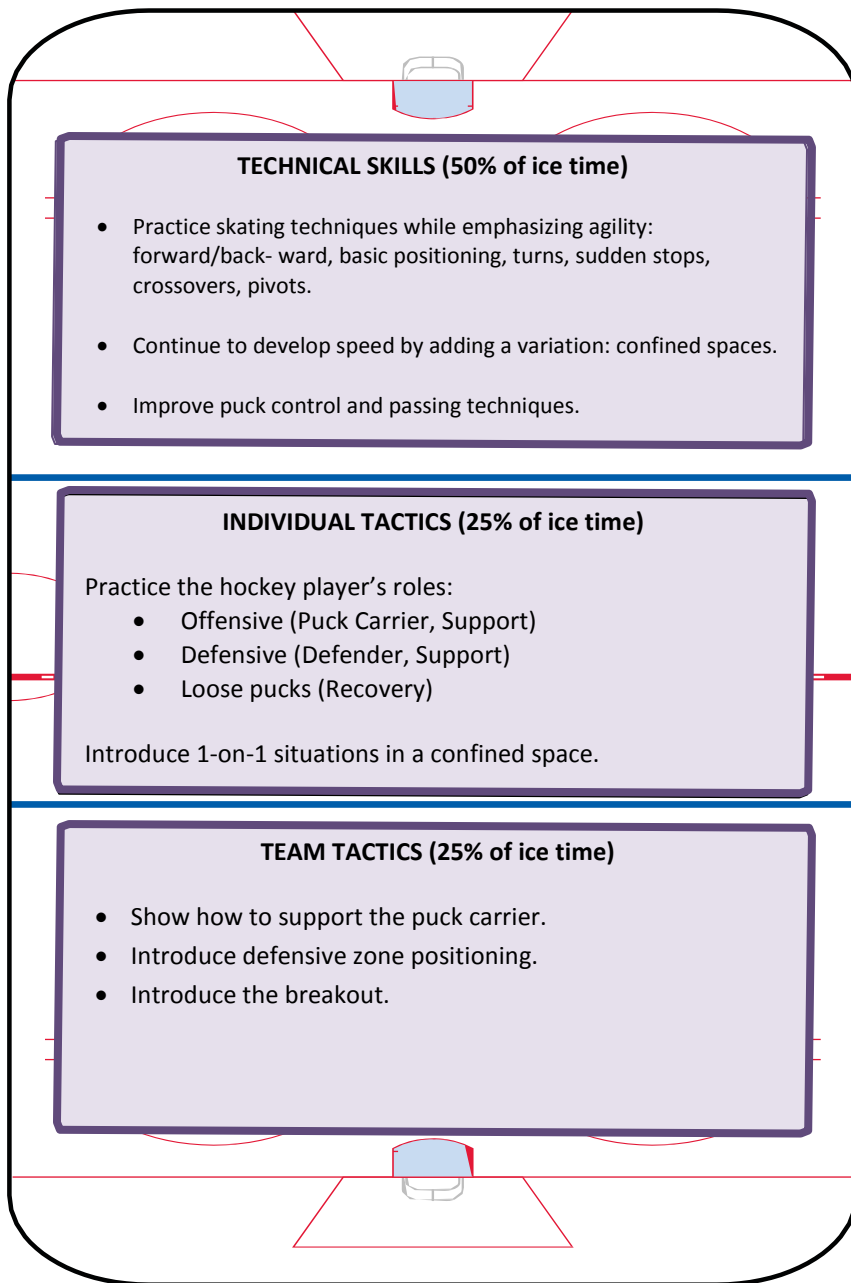 TECHNICAL SKILLS (50% of ice time)
• Practice skating techniques while emphasizing agility:
forward/back- ward, basic positioning, turns, sudden stops,
crossovers, pivots.
• Continue to develop speed by adding a variation: confined spaces.
• Improve puck control and passing techniques.
INDIVIDUAL TACTICS (25% of ice time)
Practice the hockey player’s roles:
• Offensive (Puck Carrier, Support)
• Defensive (Defender, Support)
• Loose pucks (Recovery)
Introduce 1-on-1 situations in a confined space.
TEAM TACTICS (25% of ice time)
• Show how to support the puck carrier.
• Introduce defensive zone positioning.
• Introduce the breakout.